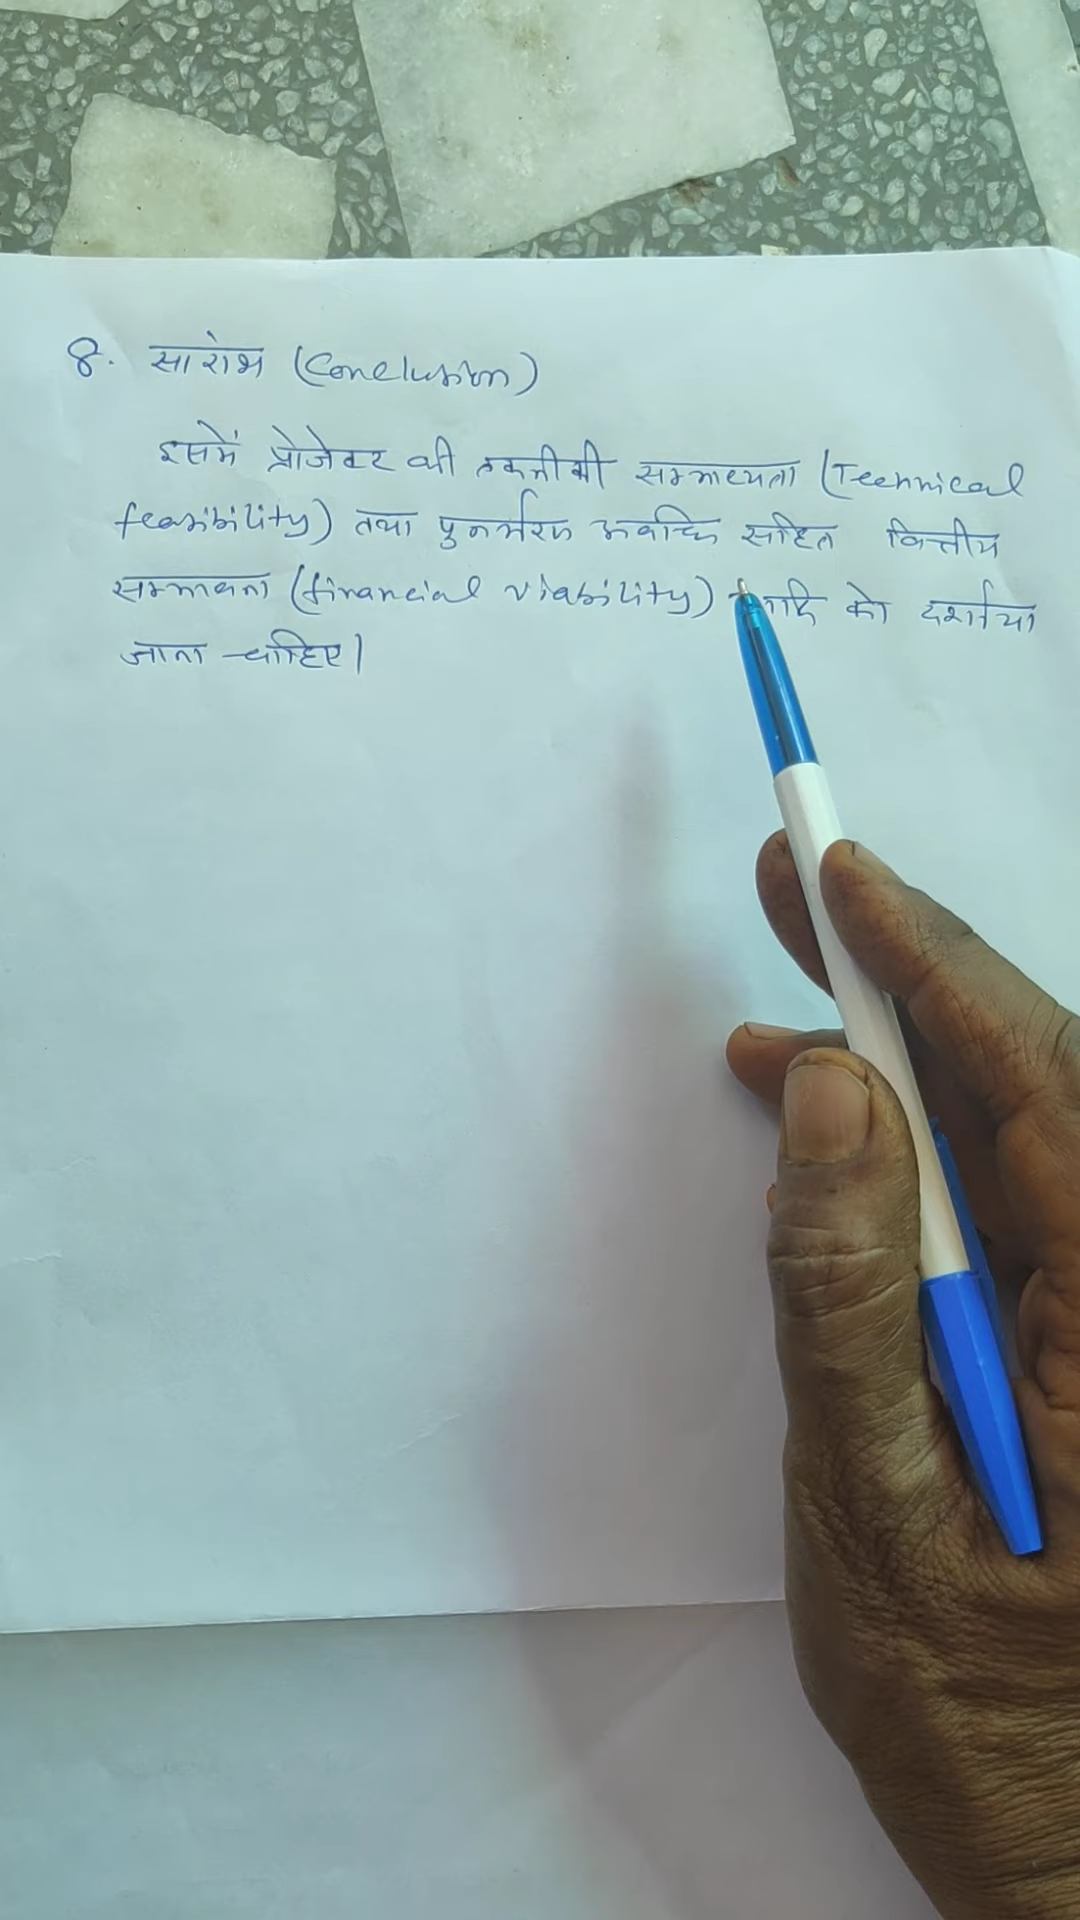 8. सारांश (Conclusion)
इसमें प्रोजेक्ट की तकनीकी सम्भाव्यता (Technical
feasibility) तथा पुनर्भरण अवधि सहित वित्तीय
सम्भाव्यता (financial viability) आदि को दर्शाया
जाना चाहिए।